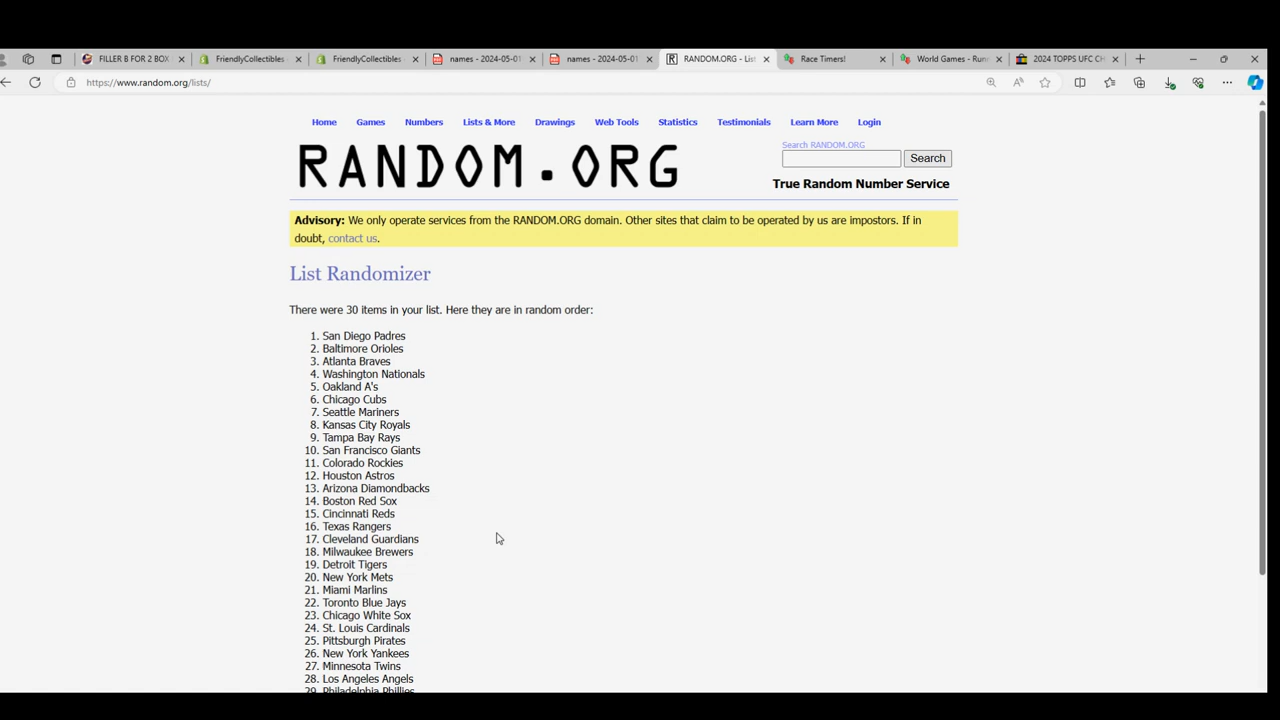 FILLER B FOR 2 BOX
FriendlyCollectibles -
FriendlyCollectibles -
names - 2024-05-01
names - 2024-05-01
RANDOM.ORG - Lis
Race Timers!
World Games - Runn
2024 TOPPS UFC CH
https://www.random.org/lists/
Home Games Numbers Lists & More Drawings Web Tools Statistics Testimonials Learn More Login
RANDOM.ORG
Search RANDOM.ORG
Search
True Random Number Service
Advisory: We only operate services from the RANDOM.ORG domain. Other sites that claim to be operated by us are impostors. If in
doubt, contact us.
List Randomizer
There were 30 items in your list. Here they are in random order:
1. San Diego Padres
2. Baltimore Orioles
3. Atlanta Braves
4. Washington Nationals
5. Oakland A's
6. Chicago Cubs
7. Seattle Mariners
8. Kansas City Royals
9. Tampa Bay Rays
10. San Francisco Giants
11. Colorado Rockies
12. Houston Astros
13. Arizona Diamondbacks
14. Boston Red Sox
15. Cincinnati Reds
16. Texas Rangers
17. Cleveland Guardians
18. Milwaukee Brewers
19. Detroit Tigers
20. New York Mets
21. Miami Marlins
22. Toronto Blue Jays
23. Chicago White Sox
24. St. Louis Cardinals
25. Pittsburgh Pirates
26. New York Yankees
27. Minnesota Twins
28. Los Angeles Angels
29. Philadelphia Phillies